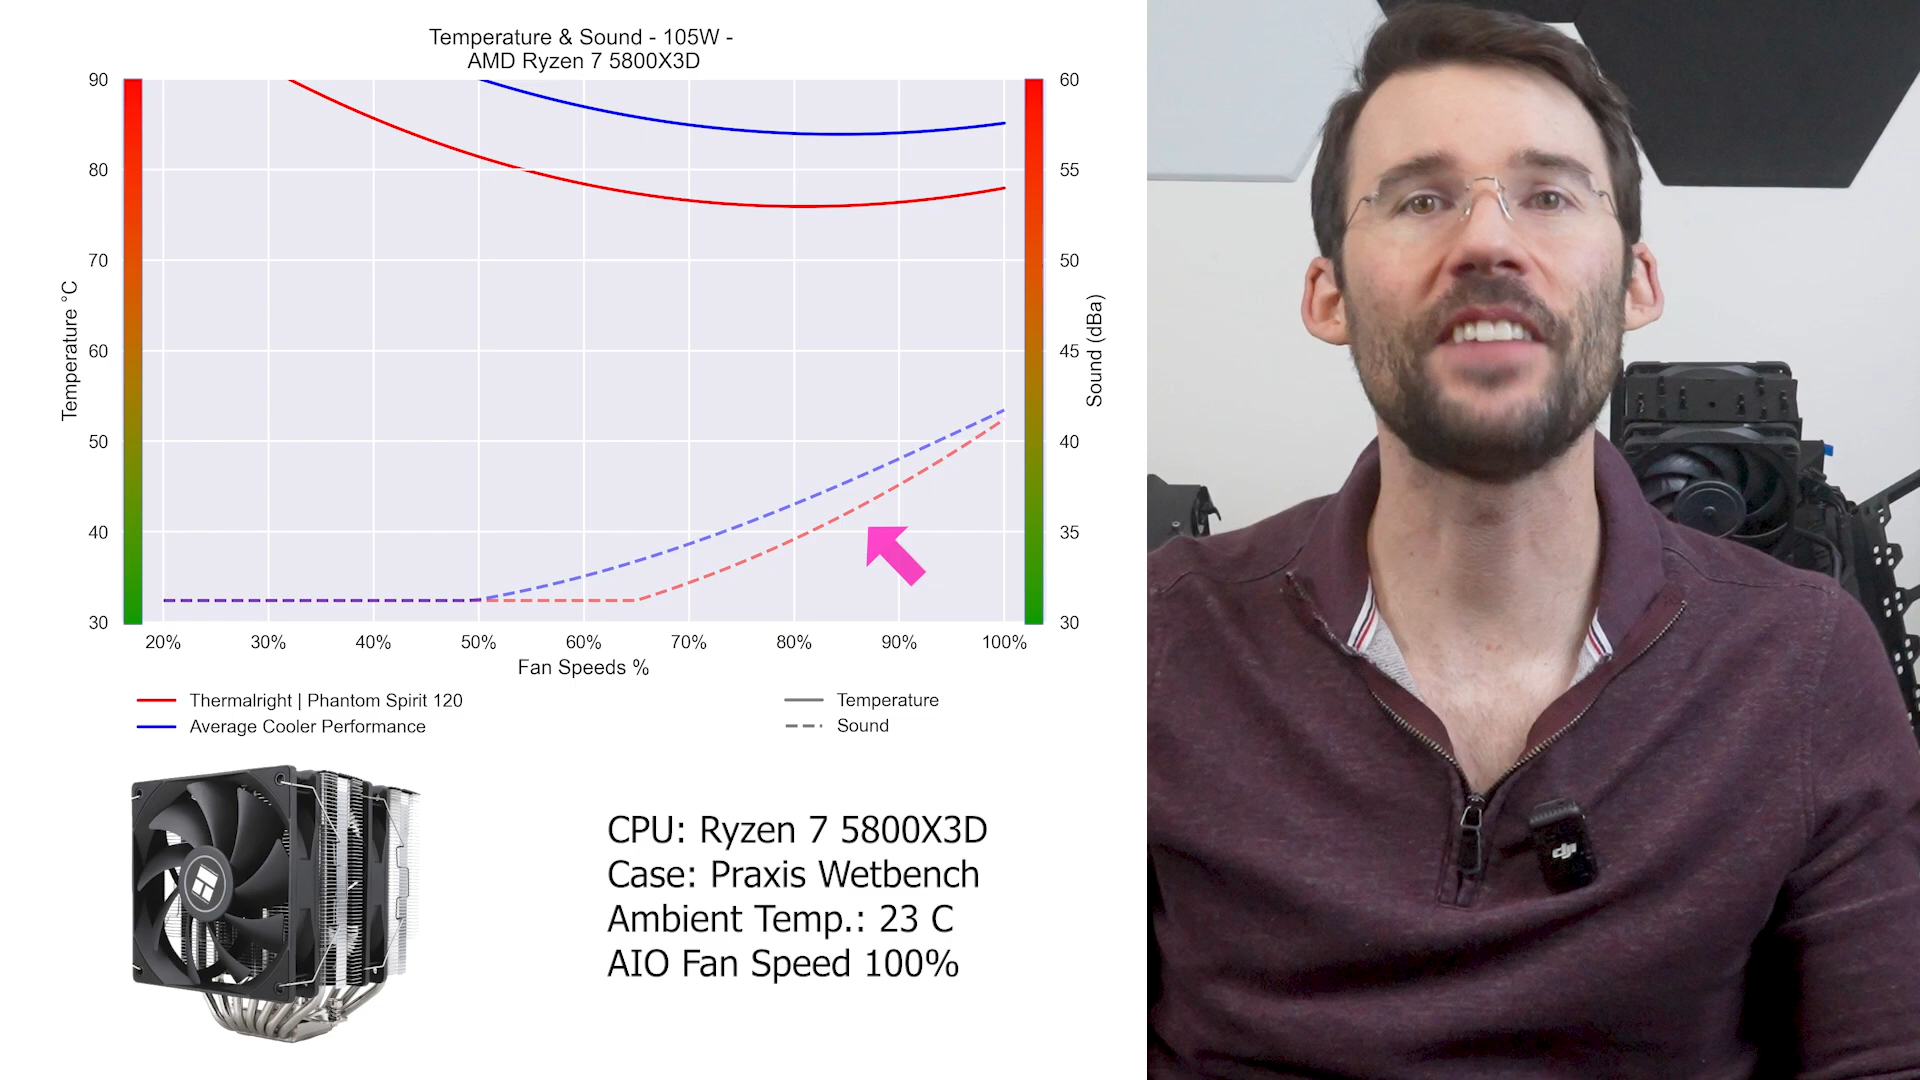 Temperature & Sound - 105W -
AMD Ryzen 7 5800X3D
90
80
70
60
50
40
30
Temperature °C
60
55
50
45
40
35
30
Sound (dBa)
20% 30% 40% 50% 60% 70% 80% 90% 100%
Fan Speeds %
Thermalright | Phantom Spirit 120
Average Cooler Performance
Temperature
Sound
CPU: Ryzen 7 5800X3D
Case: Praxis Wetbench
Ambient Temp.: 23 C
AIO Fan Speed 100%
dji